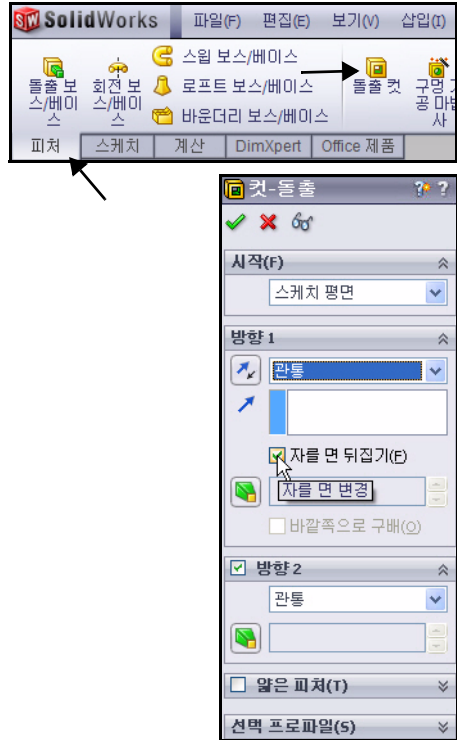 SW SolidWorks 파일(F) 편집(E) 보기(V) 삽입(I)
돌출 보스/베이스
회전 보스/베이스
스윕 보스/베이스
로프트 보스/베이스
바운더리 보스/베이스
돌출 컷
구멍 가공 마법사
피처 스케치 계산 DimXpert Office 제품
컷-돌출 ? ?
시작(F)
스케치 평면
방향 1
관통
자를 면 뒤집기(F)
자를 면 변경
바깥쪽으로 구배(O)
방향 2
관통
얇은 피처(T)
선택 프로파일(S)